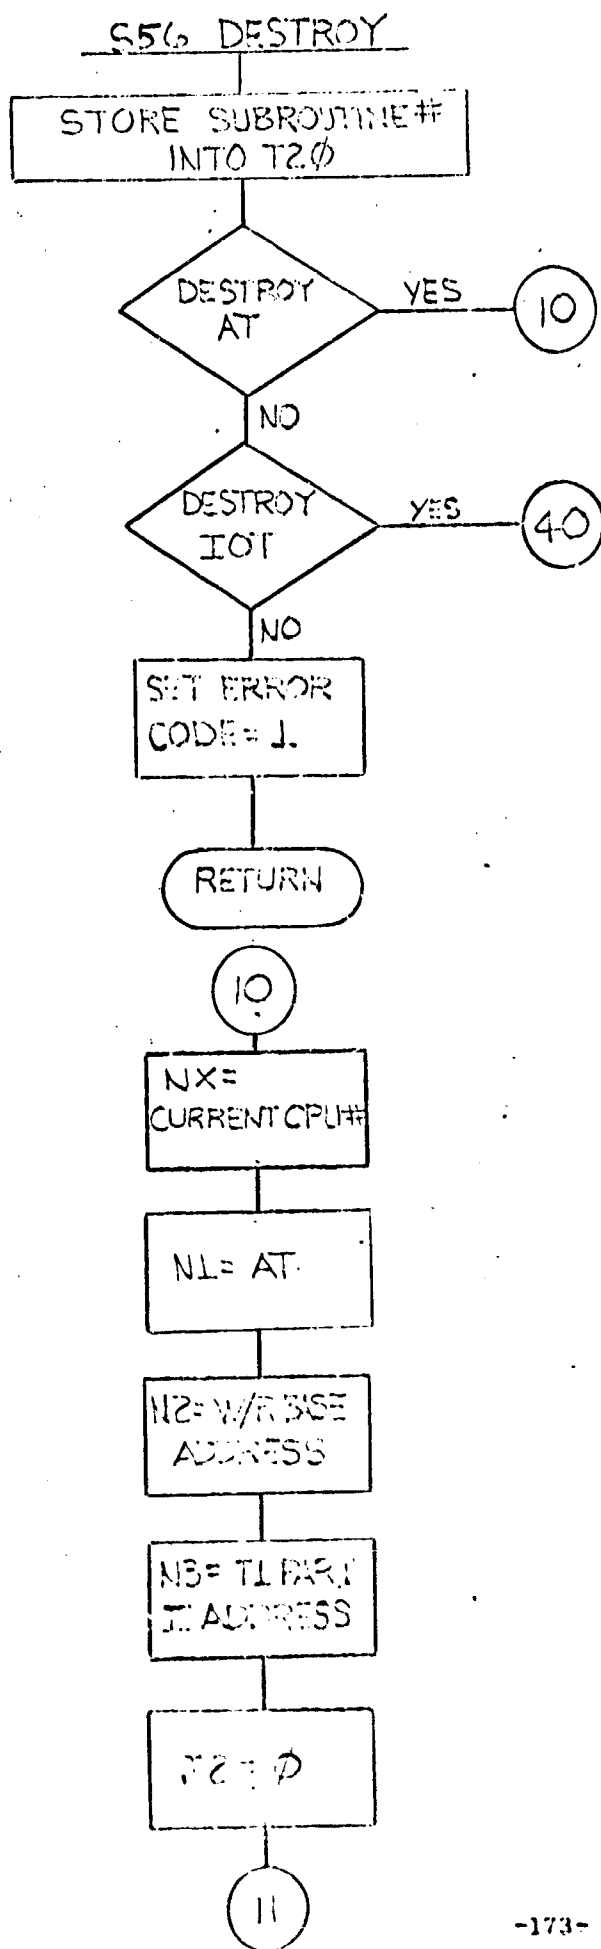 S56 DESTROY
STORE SUBROUTINE#
INTO T2Ø
DESTROY
AT
YES
10
NO
DESTROY
IOT
YES
40
NO
SET ERROR
CODE=1
RETURN
10
NX=
CURRENT CPU#
N1= AT
N2= W/R
ADDRESS
N3= T1 PART
II ADDRESS
11
-173-